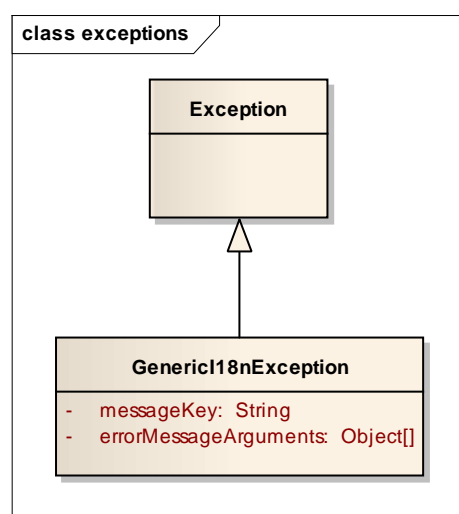 class exceptions
Exception
GenericI18nException
- messageKey: String
- errorMessageArguments: Object[]